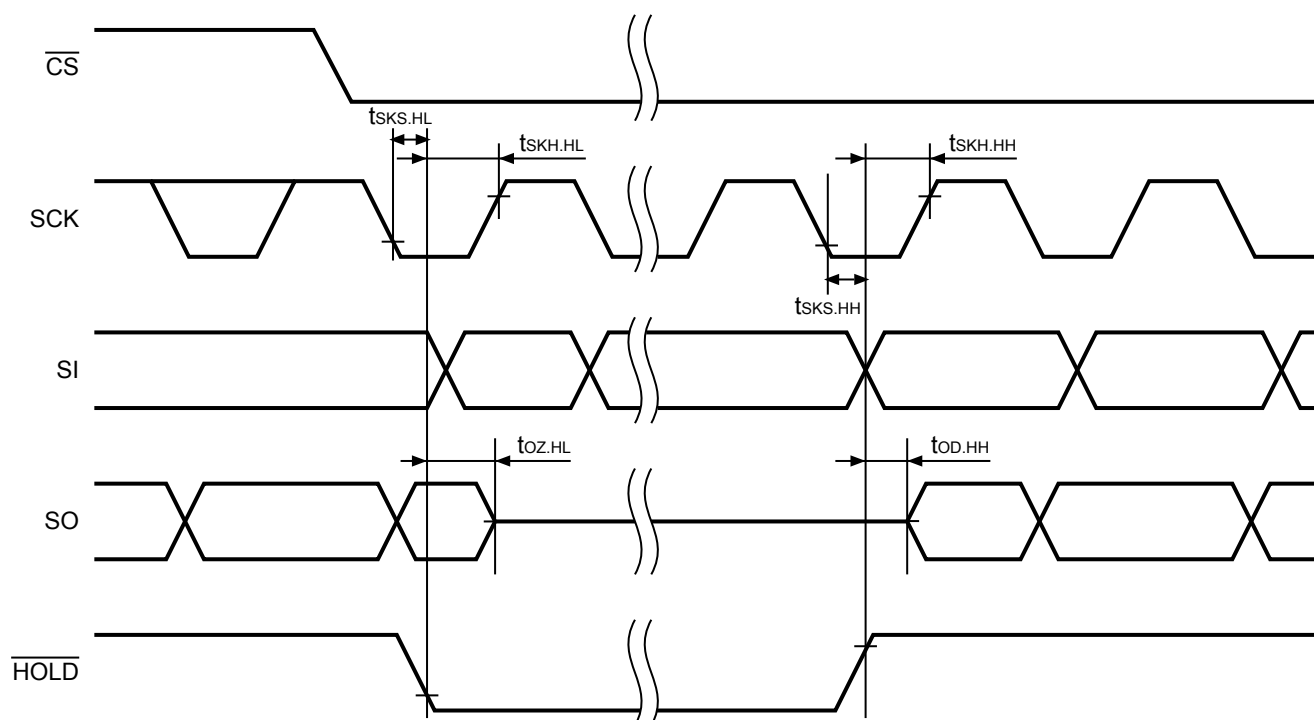 CS
tSKS.HL
tSKH.HL
tSKH.HH
SCK
tSKS.HH
SI
tOZ.HL
tOD.HH
SO
HOLD